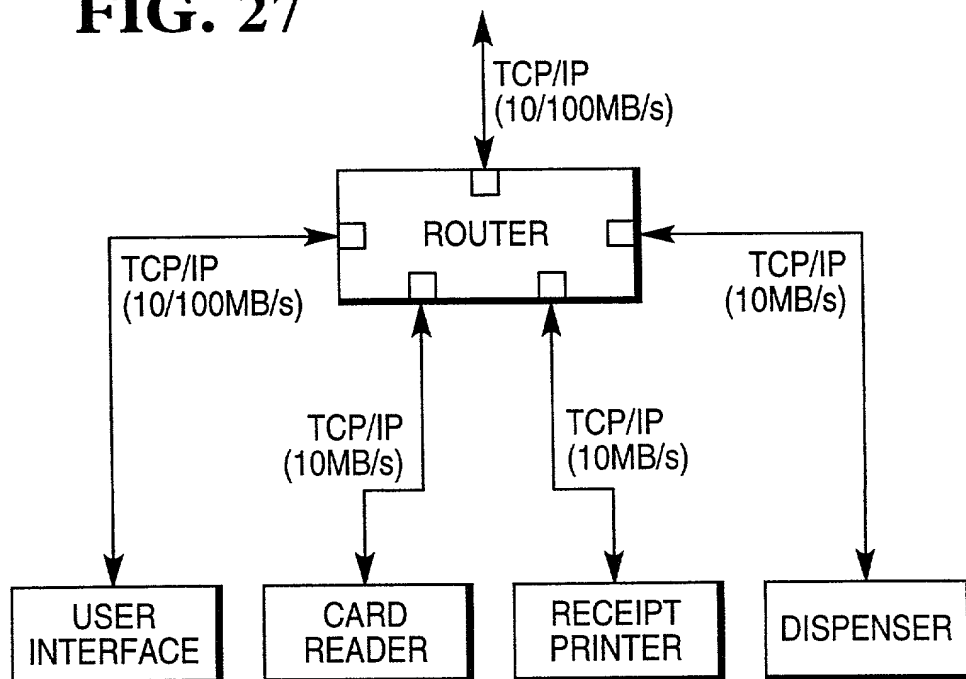 FIG. 27
TCP/IP
(10/100MB/s)
ROUTER
TCP/IP
(10/100MB/s)
TCP/IP
(10MB/s)
TCP/IP
(10MB/s)
TCP/IP
(10MB/s)
USER
INTERFACE
CARD
READER
RECEIPT
PRINTER
DISPENSER